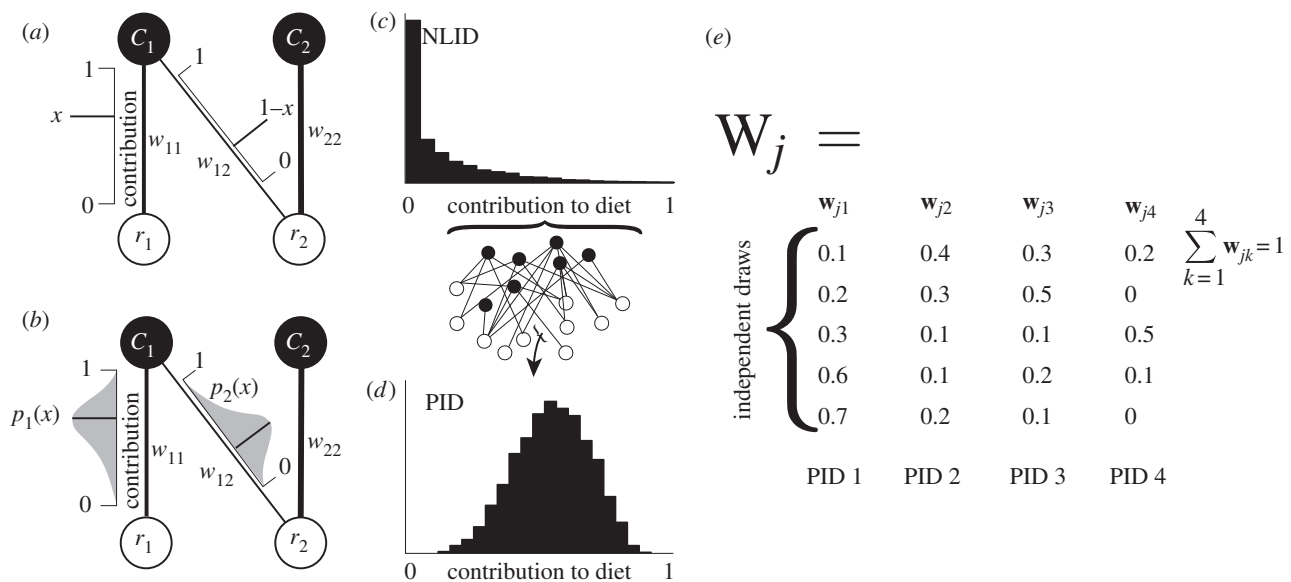 (a)
C1 C2
1
1
x
contribution
w11
1–x
w12
w22
0
0
r1 r2
(b)
C1 C2
1
1
p1(x)
p2(x)
contribution
w11
w12
w22
0
0
r1 r2
(c)
NLID
0 contribution to diet 1
(d)
PID
0 contribution to diet 1
(e)
Wj =
wj1 wj2 wj3 wj4
independent draws
0.1 0.4 0.3 0.2
0.2 0.3 0.5 0
0.3 0.1 0.1 0.5
0.6 0.1 0.2 0.1
0.7 0.2 0.1 0
4
∑ wjk = 1
k = 1
PID 1 PID 2 PID 3 PID 4